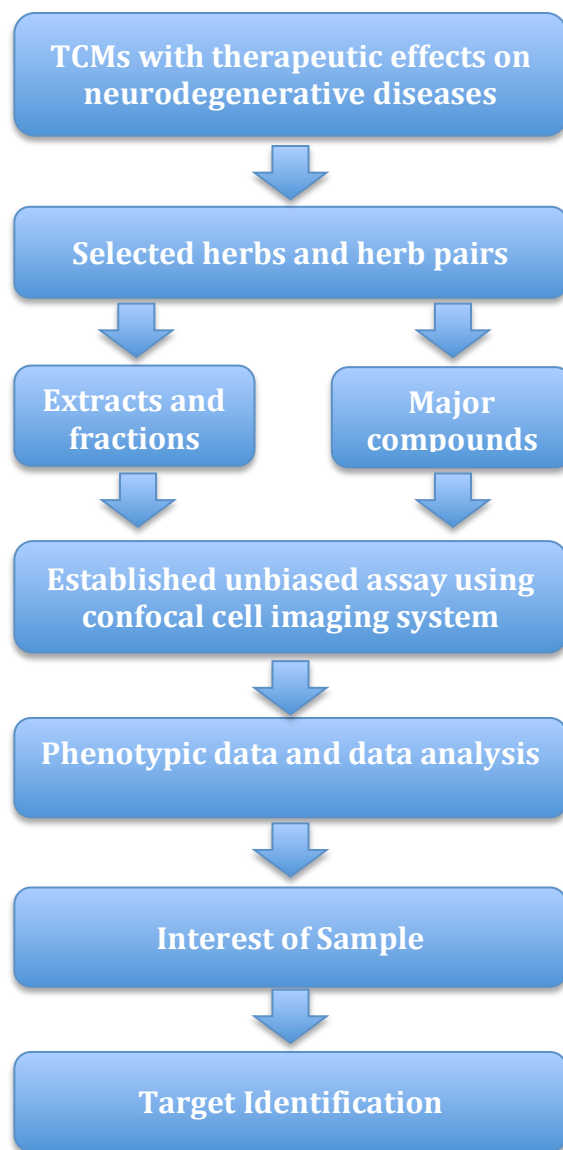 TCMs with therapeutic effects on
neurodegenerative diseases
Selected herbs and herb pairs
Extracts and
fractions
Major
compounds
Established unbiased assay using
confocal cell imaging system
Phenotypic data and data analysis
Interest of Sample
Target Identification